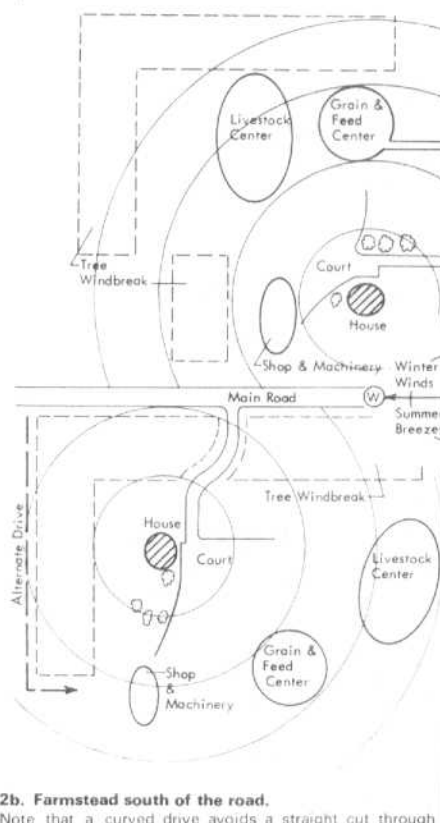 Livestock
Center
Grain &
Feed
Center
Tree
Windbreak
Court
House
Shop & Machinery
Winter
Winds
Main Road
W
Summe
Breeze
Tree Windbreak
Alternate Drive
House
Court
Livestock
Center
Grain &
Feed
Center
Shop
&
Machinery
2b. Farmstead south of the road.
Note that a curved drive avoids a straight cut through